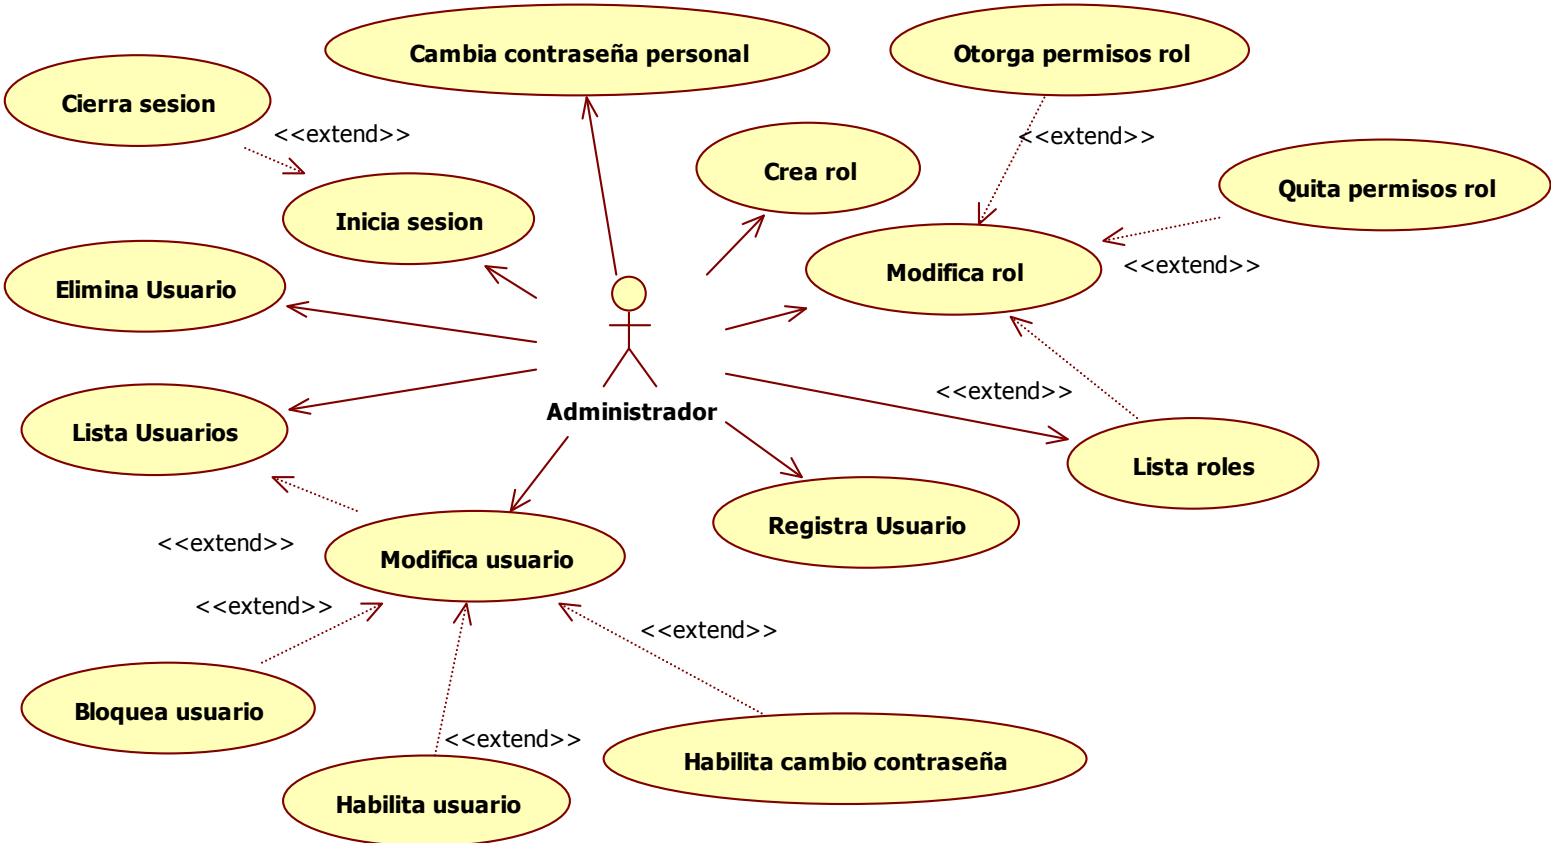 Cambia contraseña personal
Otorga permisos rol
Cierra sesion
<<extend>>
<<extend>>
Crea rol
Quita permisos rol
Inicia sesion
<<extend>>
Modifica rol
Elimina Usuario
<<extend>>
Administrador
Lista Usuarios
Lista roles
Registra Usuario
<<extend>>
Modifica usuario
<<extend>>
<<extend>>
Bloquea usuario
<<extend>>
Habilita cambio contraseña
Habilita usuario